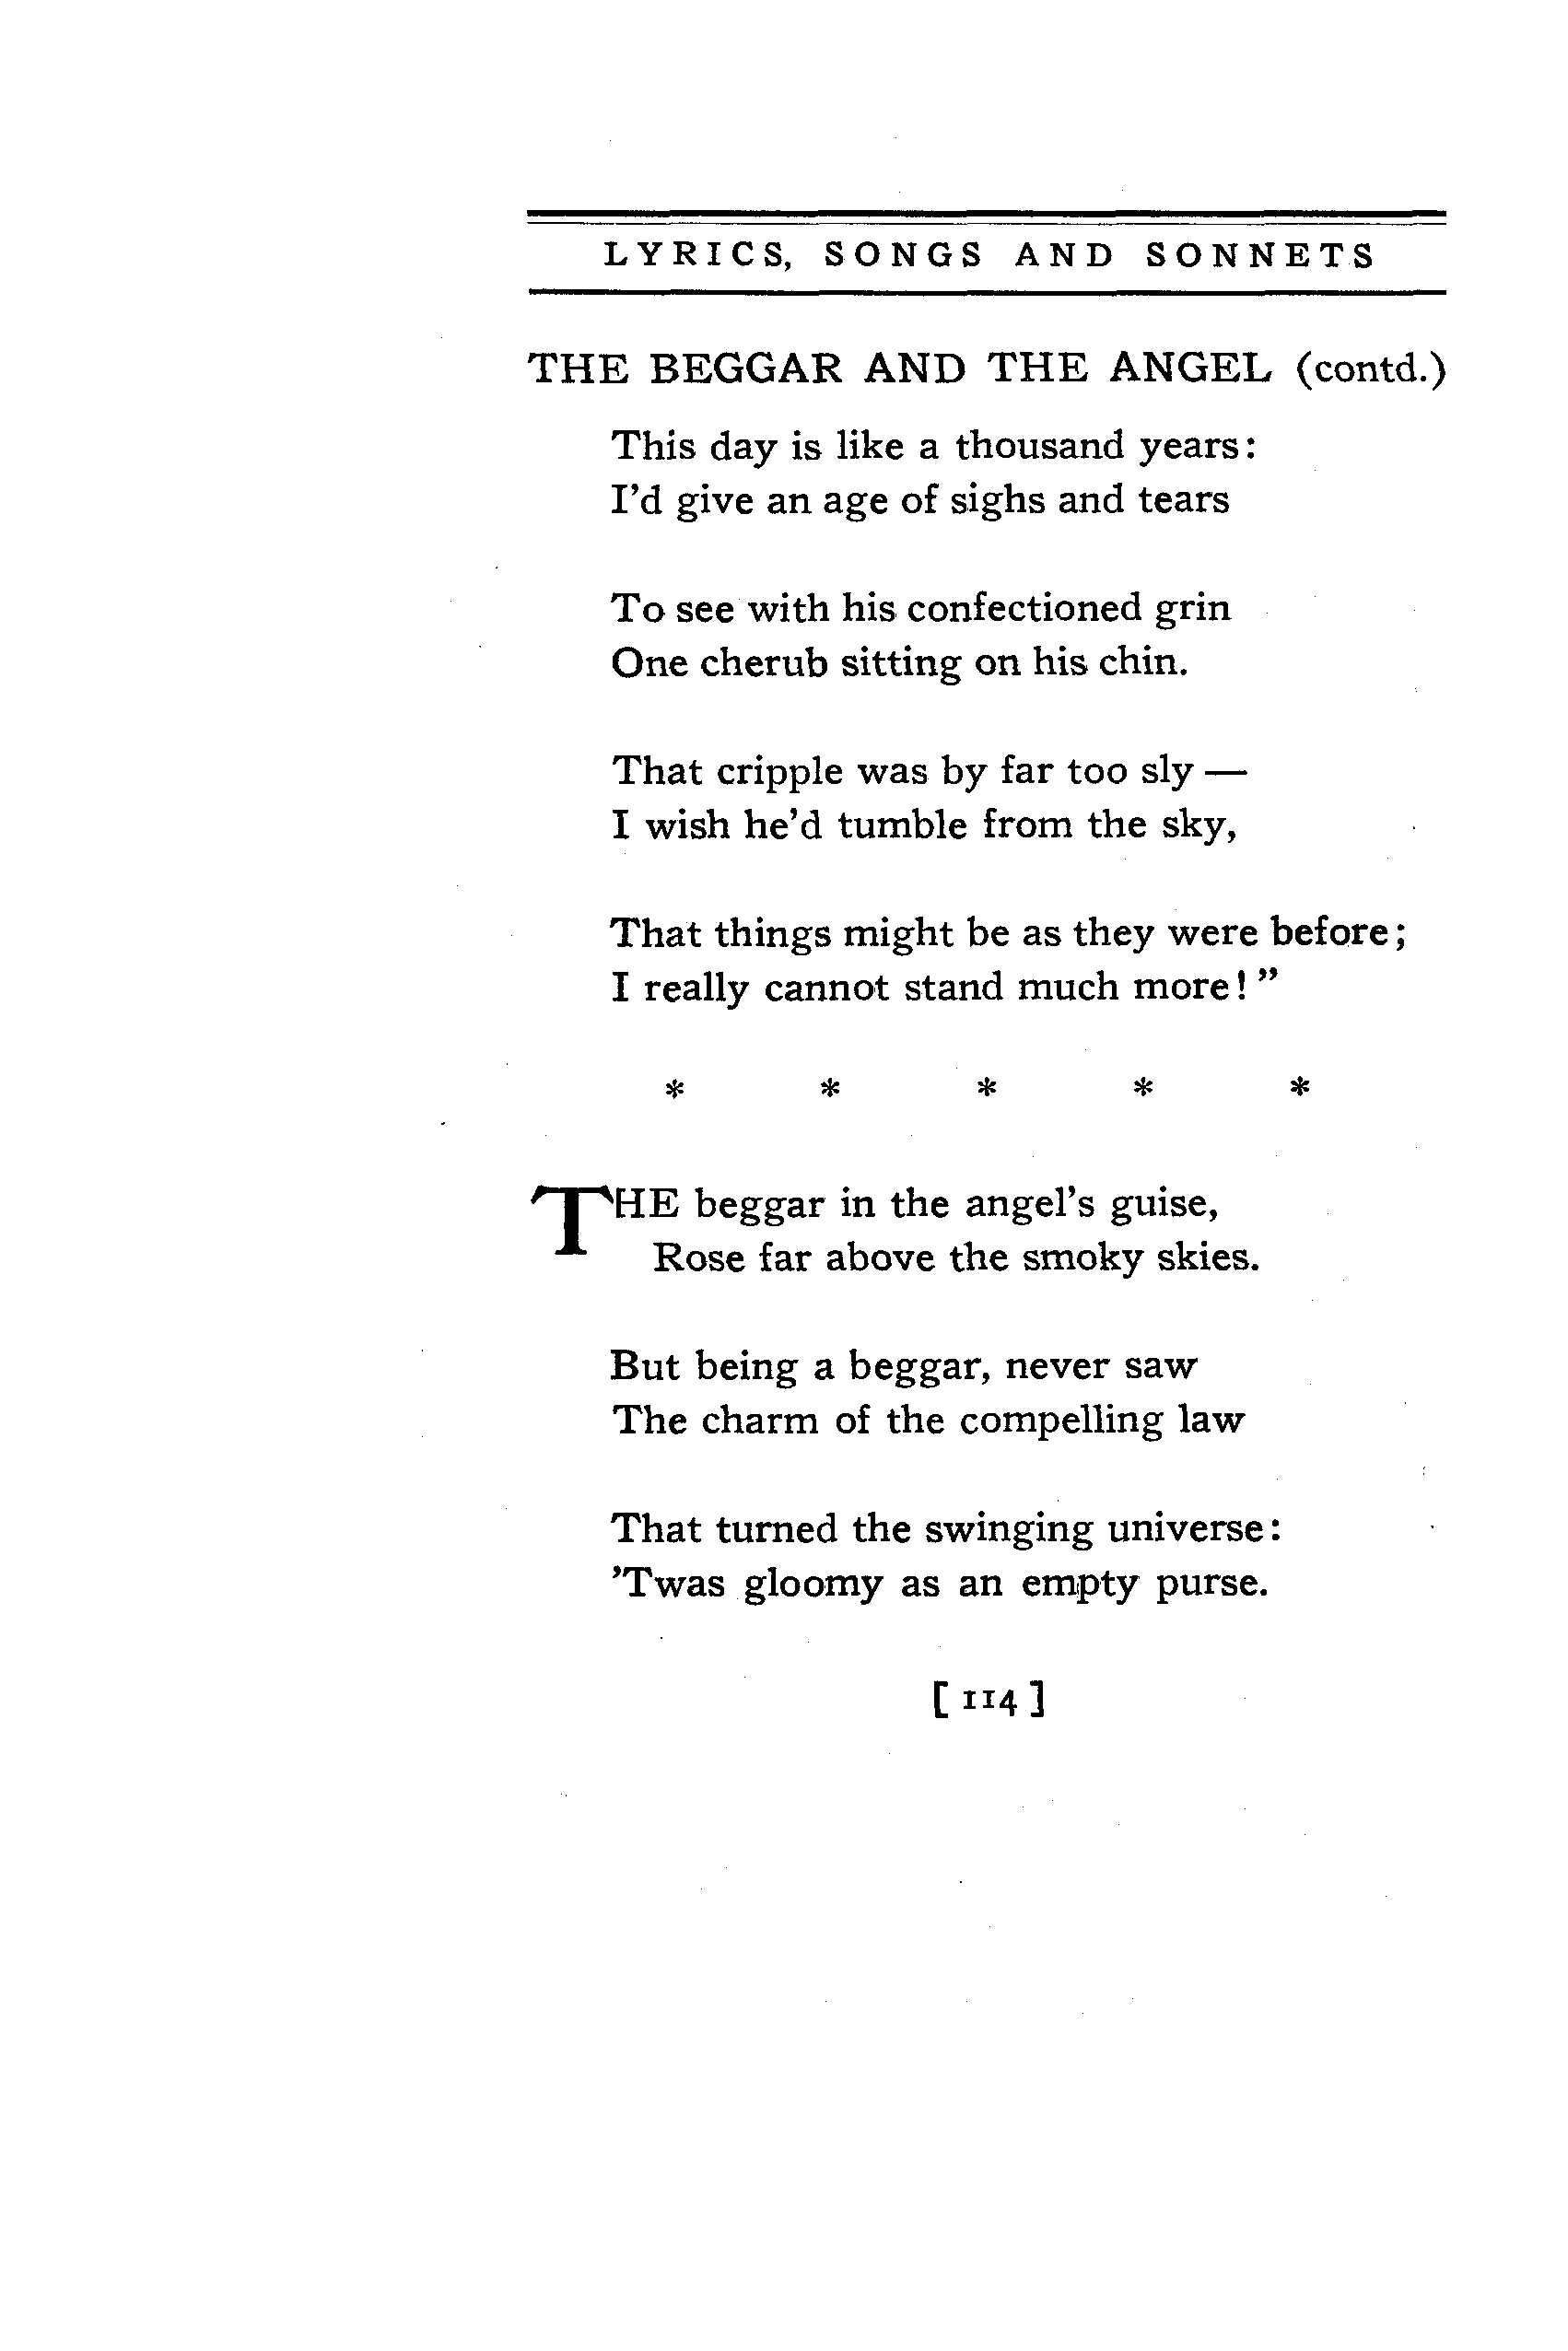 LYRICS, SONGS AND SONNETS
THE BEGGAR AND THE ANGEL (contd.)
This day is like a thousand years:
I'd give an age of sighs and tears
To see with his confectioned grin
One cherub sitting on his chin.
That cripple was by far too sly —
I wish he'd tumble from the sky,
That things might be as they were before;
I really cannot stand much more!"
* * * * *
THE beggar in the angel's guise,
Rose far above the smoky skies.
But being a beggar, never saw
The charm of the compelling law
That turned the swinging universe:
'Twas gloomy as an empty purse.
[ 114 ]